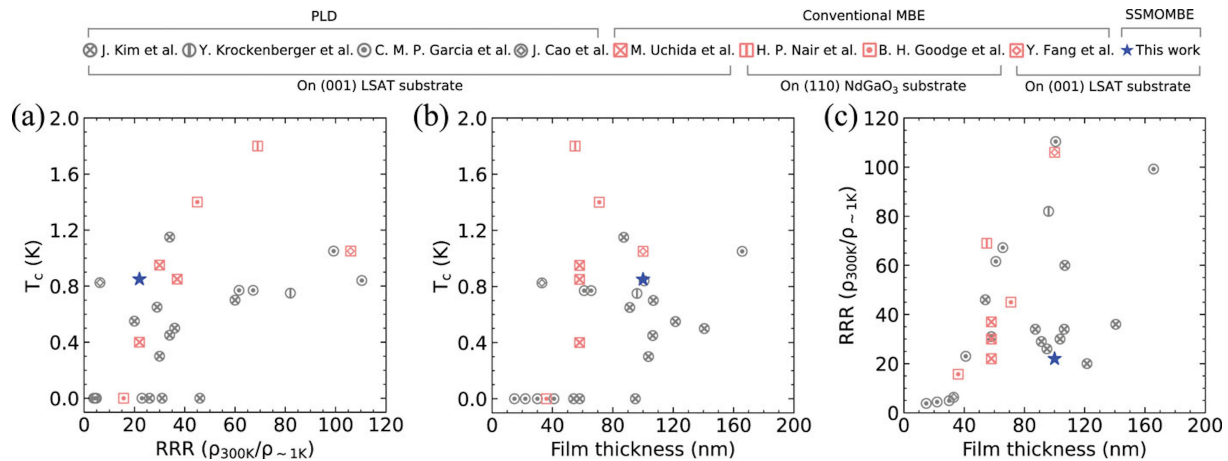 PLD Conventional MBE SSMOMBE
J. Kim et al. Y. Krockenberger et al. C. M. P. Garcia et al. J. Cao et al. M. Uchida et al. H. P. Nair et al. B. H. Goodge et al. Y. Fang et al. This work
On (001) LSAT substrate On (110) NdGaO₃ substrate On (001) LSAT substrate
(a)
2.0
1.6
1.2
0.8
0.4
0.0
T_c (K)
0 20 40 60 80 100 120
RRR (ρ₃₀₀K/ρ∼₁K)
(b)
2.0
1.6
1.2
0.8
0.4
0.0
T_c (K)
0 40 80 120 160 200
Film thickness (nm)
(c)
120
100
80
60
40
20
0
RRR (ρ₃₀₀K/ρ∼₁K)
0 40 80 120 160 200
Film thickness (nm)